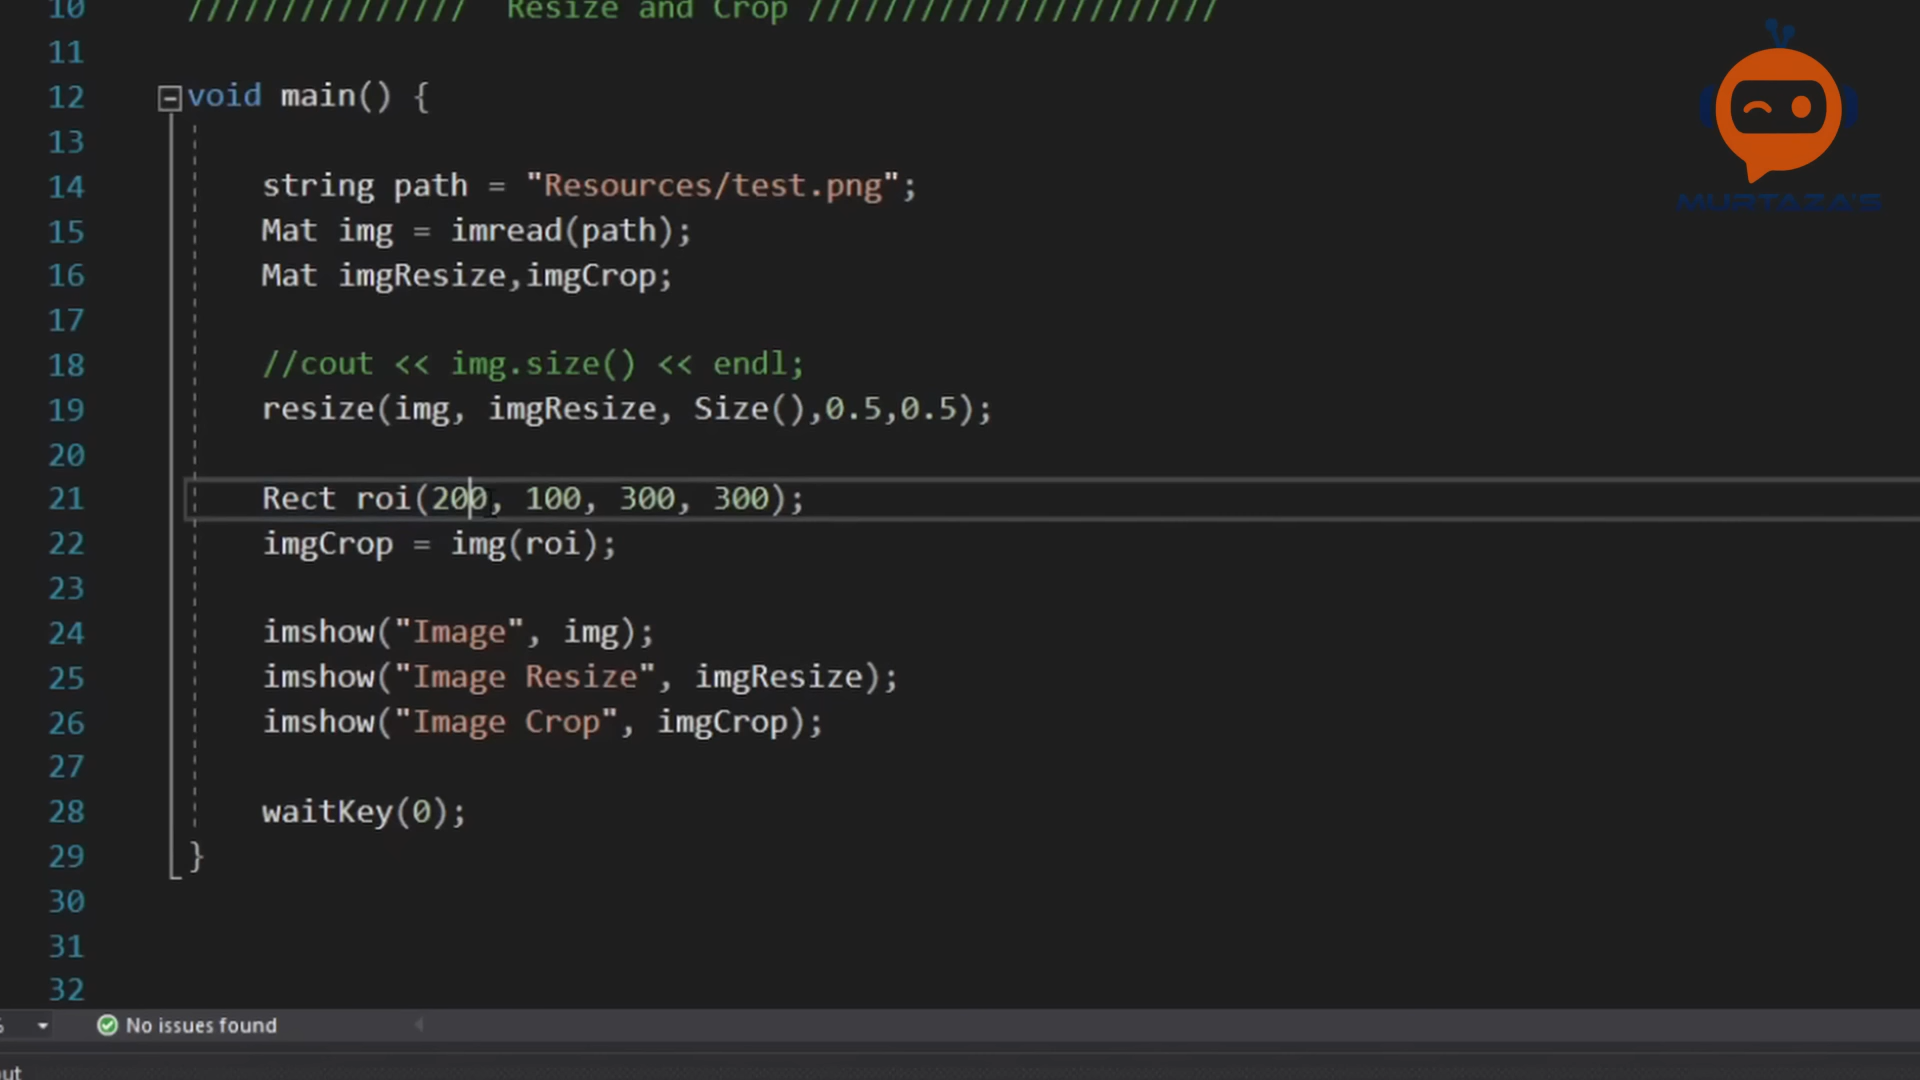 10 /////////////// Resize and Crop //////////////////////
11
12 void main() {
13
14 string path = "Resources/test.png";
15 Mat img = imread(path);
16 Mat imgResize,imgCrop;
17
18 //cout << img.size() << endl;
19 resize(img, imgResize, Size(),0.5,0.5);
20
21 Rect roi(200, 100, 300, 300);
22 imgCrop = img(roi);
23
24 imshow("Image", img);
25 imshow("Image Resize", imgResize);
26 imshow("Image Crop", imgCrop);
27
28 waitKey(0);
29 }
30
31
32
No issues found
MURTAZA'S